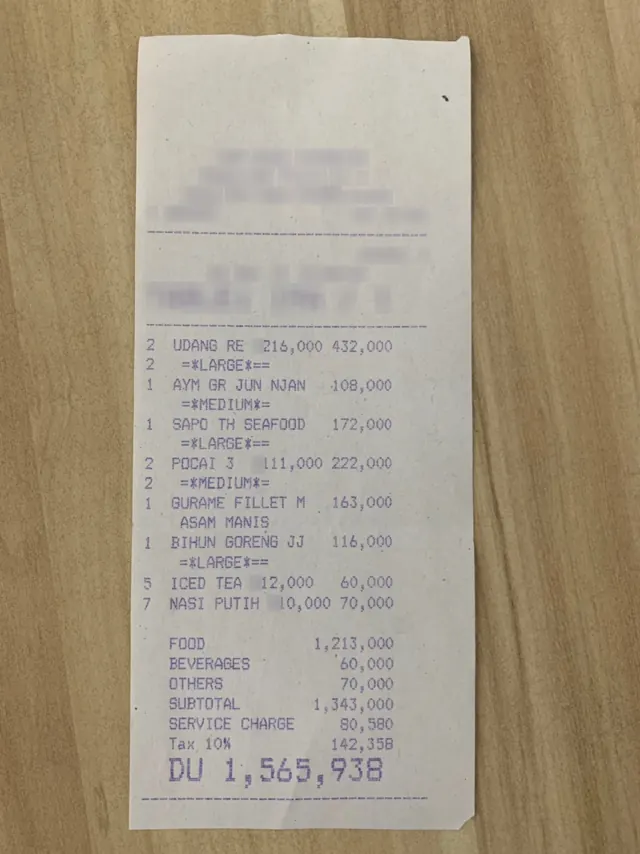 2 UDANG RE 216,000 432,000
2 =*LARGE*==
1 AYM GR JUN NJAN 108,000
=*MEDIUM*=
1 SAPO TH SEAFOOD 172,000
=*LARGE*==
2 POCAI 3 111,000 222,000
2 =*MEDIUM*=
1 GURAME FILLET M 163,000
ASAM MANIS
1 BIHUN GORENG JJ 116,000
=*LARGE*==
5 ICED TEA 12,000 60,000
7 NASI PUTIH 10,000 70,000
FOOD 1,213,000
BEVERAGES 60,000
OTHERS 70,000
SUBTOTAL 1,343,000
SERVICE CHARGE 80,580
Tax 10% 142,358
DU 1,565,938